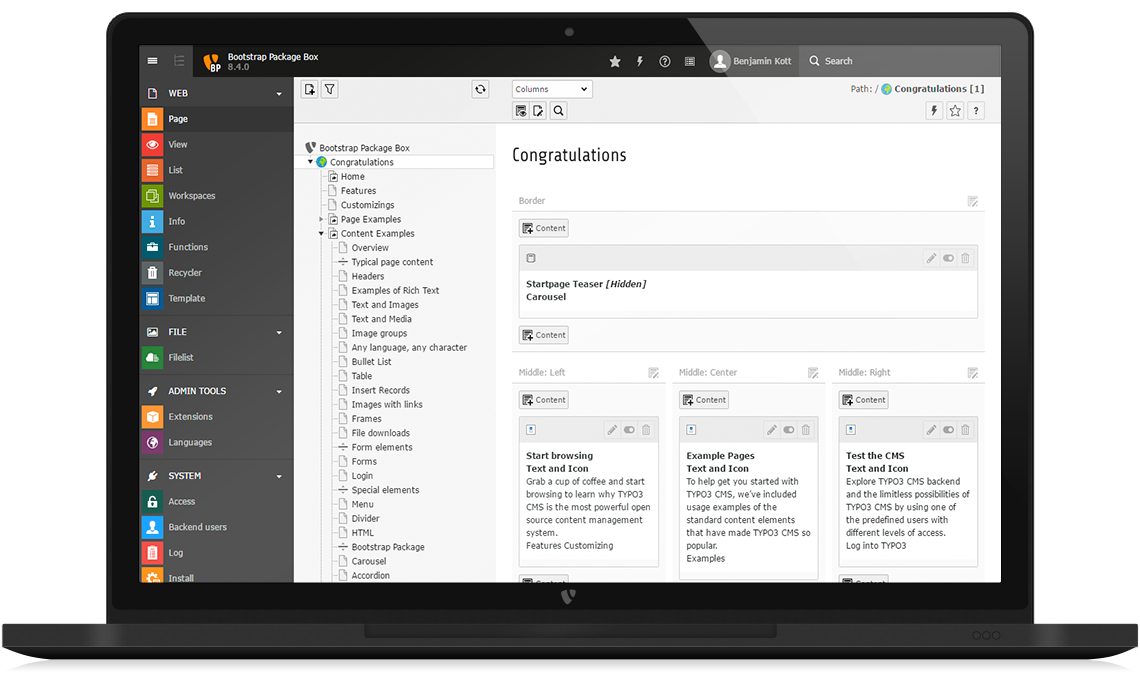 Bootstrap Package Box
8.4.0
BP
Benjamin Kott
Search
WEB
Page
View
List
Workspaces
Info
Functions
Recycler
Template
FILE
Filelist
ADMIN TOOLS
Extensions
Languages
SYSTEM
Access
Backend users
Log
Install
Bootstrap Package Box
Congratulations
Home
Features
Customizings
Page Examples
Content Examples
Overview
Typical page content
Headers
Examples of Rich Text
Text and Images
Text and Media
Image groups
Any language, any character
Bullet List
Table
Insert Records
Images with links
Frames
File downloads
Form elements
Forms
Login
Special elements
Menu
Divider
HTML
Bootstrap Package
Carousel
Accordion
Columns
Path: / Congratulations [1]
?
Congratulations
Border
Content
Startpage Teaser [Hidden]
Carousel
Content
Middle: Left
Content
Start browsing
Text and Icon
Grab a cup of coffee and start
browsing to learn why TYPO3
CMS is the most powerful open
source content management
system.
Features Customizing
Content
Middle: Center
Content
Example Pages
Text and Icon
To help get you started with
TYPO3 CMS, we've included
usage examples of the
standard content elements
that have made TYPO3 CMS so
popular.
Examples
Middle: Right
Content
Test the CMS
Text and Icon
Explore TYPO3 CMS backend
and the limitless possibilities of
TYPO3 CMS by using one of
the predefined users with
different levels of access.
Log into TYPO3
Content